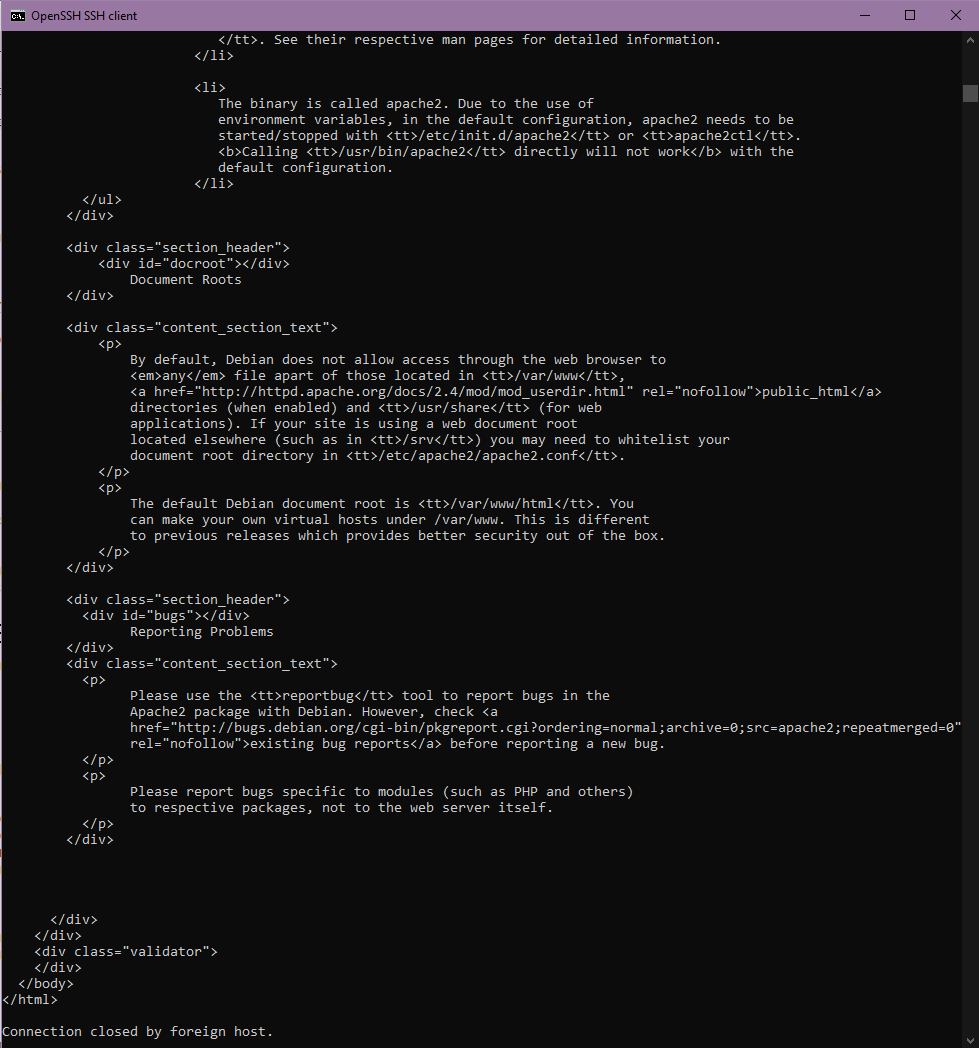 OpenSSH SSH client
</tt>. See their respective man pages for detailed information.
</li>
<li>
The binary is called apache2. Due to the use of
environment variables, in the default configuration, apache2 needs to be
started/stopped with <tt>/etc/init.d/apache2</tt> or <tt>apache2ctl</tt>.
<b>Calling <tt>/usr/bin/apache2</tt> directly will not work</b> with the
default configuration.
</li>
</ul>
</div>
<div class="section_header">
<div id="docroot"></div>
Document Roots
</div>
<div class="content_section_text">
<p>
By default, Debian does not allow access through the web browser to
<em>any</em> file apart of those located in <tt>/var/www</tt>,
<a href="http://httpd.apache.org/docs/2.4/mod/mod_userdir.html" rel="nofollow">public_html</a>
directories (when enabled) and <tt>/usr/share</tt> (for web
applications). If your site is using a web document root
located elsewhere (such as in <tt>/srv</tt>) you may need to whitelist your
document root directory in <tt>/etc/apache2/apache2.conf</tt>.
</p>
<p>
The default Debian document root is <tt>/var/www/html</tt>. You
can make your own virtual hosts under /var/www. This is different
to previous releases which provides better security out of the box.
</p>
</div>
<div class="section_header">
<div id="bugs"></div>
Reporting Problems
</div>
<div class="content_section_text">
<p>
Please use the <tt>reportbug</tt> tool to report bugs in the
Apache2 package with Debian. However, check <a
href="http://bugs.debian.org/cgi-bin/pkgreport.cgi?ordering=normal;archive=0;src=apache2;repeatmerged=0"
rel="nofollow">existing bug reports</a> before reporting a new bug.
</p>
<p>
Please report bugs specific to modules (such as PHP and others)
to respective packages, not to the web server itself.
</p>
</div>
</div>
</div>
<div class="validator">
</div>
</body>
</html>
Connection closed by foreign host.